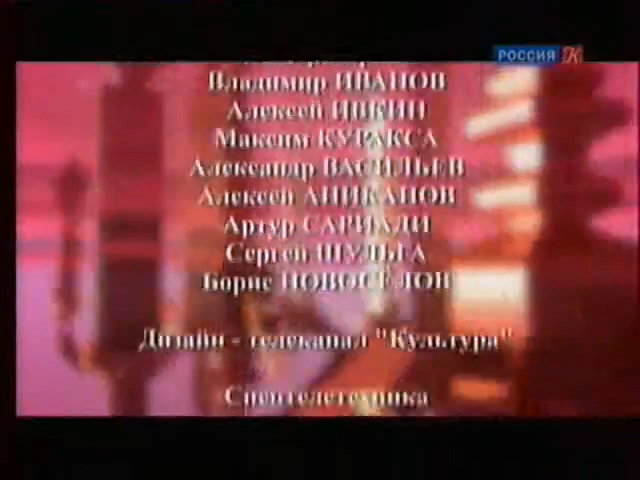 РОССИЯ К
Владимир ИВАНОВ
Алексей ИВКИН
Максим КУРАКСА
Александр ВАСИЛЬЕВ
Алексей АНИКАНОВ
Артур САРИАДИ
Сергей ШУЛЬГА
Борис НОВОСЕЛОВ
Дизайн - телеканал "Культура"
Спецтелетехника